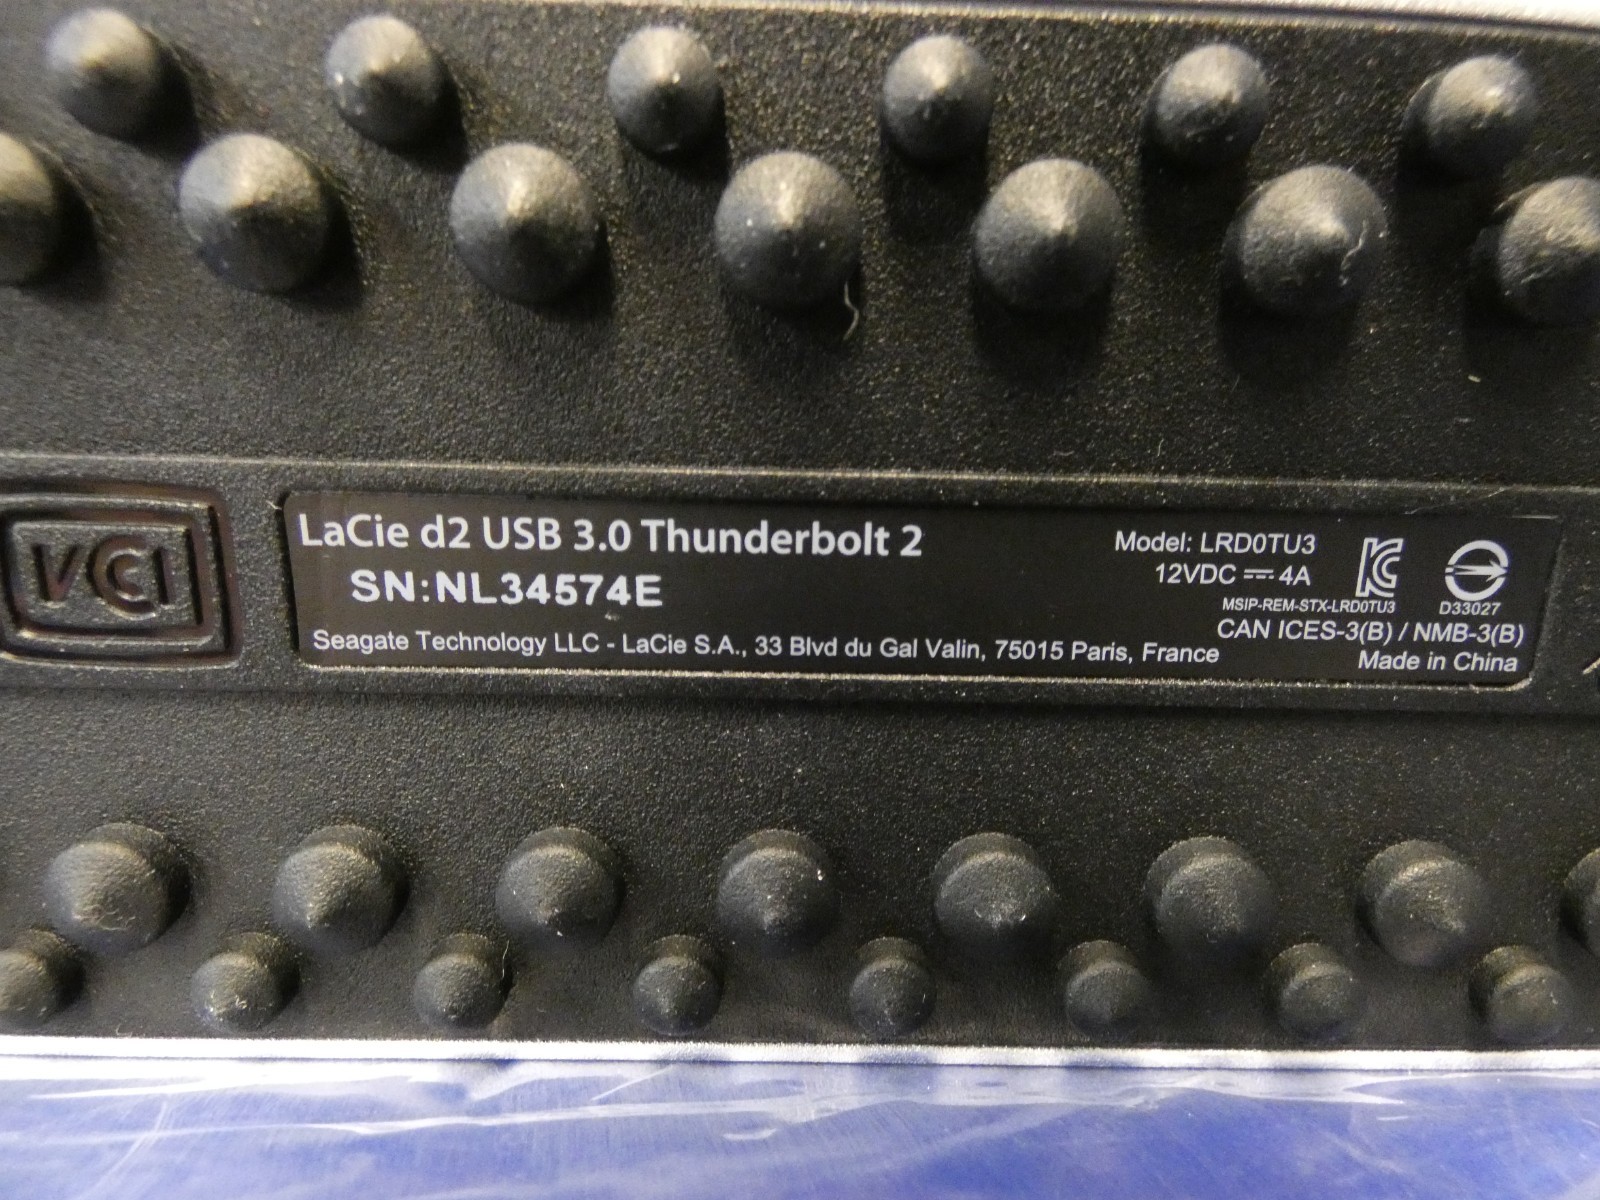 VCCI
LaCie d2 USB 3.0 Thunderbolt 2
SN:NL34574E
Seagate Technology LLC - LaCie S.A., 33 Blvd du Gal Valin, 75015 Paris, France
Model: LRD0TU3
12VDC ⎓ 4A
MSIP-REM-STX-LRD0TU3
D33027
CAN ICES-3(B) / NMB-3(B)
Made in China